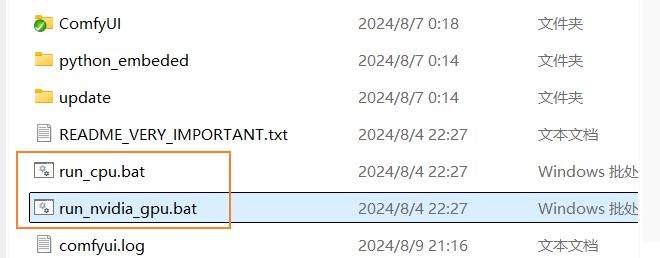 ComfyUI 2024/8/7 0:18 文件夹
python_embeded 2024/8/7 0:14 文件夹
update 2024/8/7 0:14 文件夹
README_VERY_IMPORTANT.txt 2024/8/4 22:27 文本文档
run_cpu.bat 2024/8/4 22:27 Windows 批处
run_nvidia_gpu.bat 2024/8/4 22:27 Windows 批处
comfyui.log 2024/8/9 21:16 文本文档